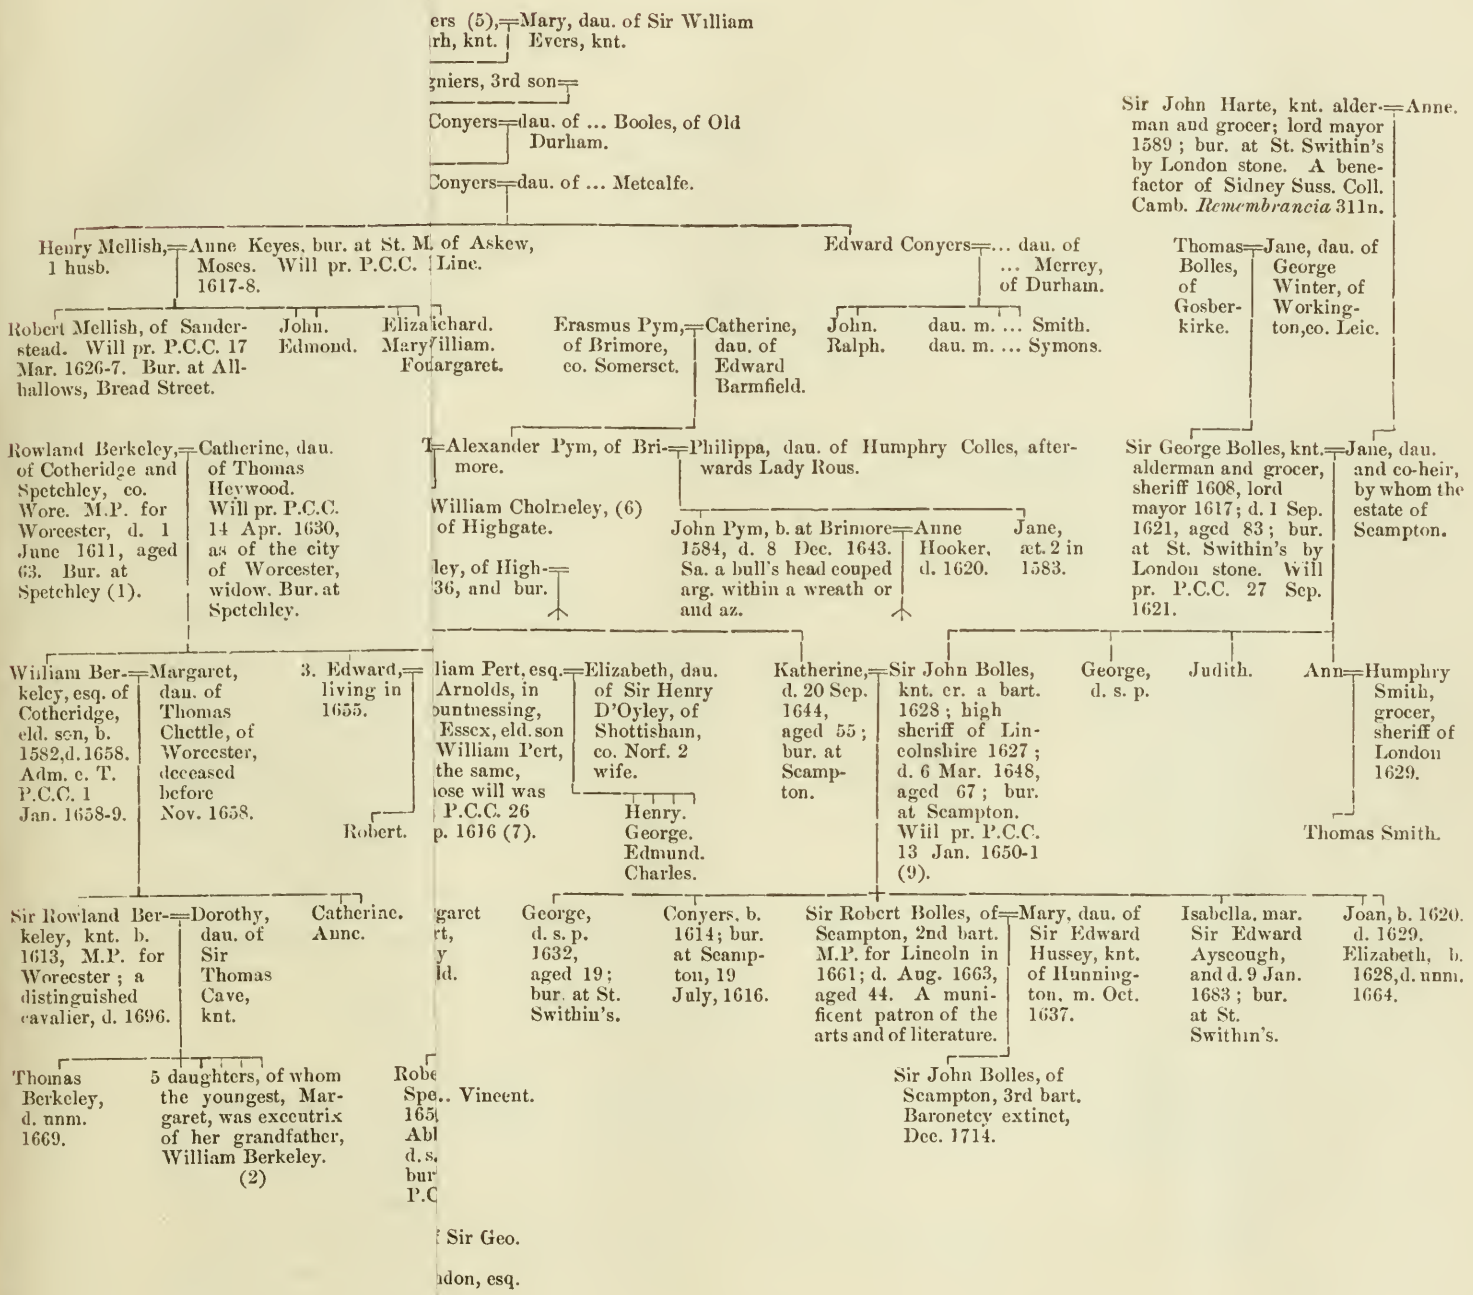 ers (5),=Mary, dau. of Sir William
rh, knt. Evers, knt.
gniers, 3rd son=
Conyers=dau. of ... Booles, of Old
Durham.
Conyers=dau. of ... Metcalfe.
Sir John Harte, knt. alder-=Anne.
man and grocer; lord mayor
1589; bur. at St. Swithin's
by London stone. A bene-
factor of Sidney Suss. Coll.
Camb. Remembrancia 311n.
Henry Mellish,=Anne Keyes, bur. at St. M. of Askew,
1 husb. Moses. Will pr. P.C.C. Linc.
1617-8.
Edward Conyers=... dau. of
... Merrey,
of Durham.
Thomas=Jane, dau. of
Bolles, George
of Winter, of
Gosber- Working-
kirke. ton, co. Leic.
Robert Mellish, of Sander-
stead. Will pr. P.C.C. 17
Mar. 1626-7. Bur. at All-
hallows, Bread Street.
John.
Edmond.
Eliza ichard.
Mary illiam.
Fo argaret.
Erasmus Pym,=Catherine,
of Brimore, dau. of
co. Somerset. Edward
Barmfield.
John.
Ralph.
dau. m. ... Smith.
dau. m. ... Symons.
Rowland Berkeley,=Catherine, dau.
of Cotheridge and of Thomas
Spetchley, co. Heywood.
Worc. M.P. for Will pr. P.C.C.
Worcester, d. 1 14 Apr. 1630,
June 1611, aged as of the city
63. Bur. at of Worcester,
Spetchley (1). widow. Bur. at
Spetchley.
=Alexander Pym, of Bri-=Philippa, dau. of Humphry Colles, after-
more. wards Lady Rous.
William Cholmeley, (6)
of Highgate.
ley, of High-=
36, and bur.
John Pym, b. at Brimore=Anne
1584, d. 8 Dec. 1643. Hooker,
Sa. a bull's head couped d. 1620.
arg. within a wreath or
and az.
Jane,
æt. 2 in
1583.
Sir George Bolles, knt.=Jane, dau.
alderman and grocer, and co-heir,
sheriff 1608, lord by whom the
mayor 1617; d. 1 Sep. estate of
1621, aged 83; bur. Scampton.
at St. Swithin's by
London stone. Will
pr. P.C.C. 27 Sep.
1621.
William Ber-=Margaret,
keley, esq. of dau. of
Cotheridge, Thomas
eld. son, b. Chettle, of
1582, d. 1658. Worcester,
Adm. c. T. deceased
P.C.C. 1 before
Jan. 1658-9. Nov. 1658.
3. Edward,=
living in
1655.
Robert.
liam Pert, esq.=Elizabeth, dau.
Arnolds, in of Sir Henry
ountnessing, D'Oyley, of
Essex, eld. son Shottisham,
William Pert, co. Norf. 2
the same, wife.
ose will was
P.C.C. 26
p. 1616 (7).
Henry.
George.
Edmund.
Charles.
Katherine,=Sir John Bolles,
d. 20 Sep. knt. cr. a bart.
1644, 1628; high
aged 55; sheriff of Lin-
bur. at colnshire 1627;
Scamp- d. 6 Mar. 1648,
ton. aged 67; bur.
at Scampton.
Will pr. P.C.C.
13 Jan. 1650-1
(9).
George,
d. s. p.
Judith.
Ann=Humphry
Smith,
grocer,
sheriff of
London
1629.
Thomas Smith.
Sir Rowland Ber-=Dorothy,
keley, knt. b. dau. of
1613, M.P. for Sir
Worcester; a Thomas
distinguished Cave,
cavalier, d. 1696. knt.
Catherine.
Anne.
garet
rt,
y
ld.
George,
d. s. p.
1632,
aged 19;
bur. at St.
Swithin's.
Conyers, b.
1614; bur.
at Scamp-
ton, 19
July, 1616.
Sir Robert Bolles, of=Mary, dau. of
Scampton, 2nd bart. Sir Edward
M.P. for Lincoln in Hussey, knt.
1661; d. Aug. 1663, of Hunning-
aged 44. A muni- ton, m. Oct.
ficent patron of the 1637.
arts and of literature.
Isabella, mar.
Sir Edward
Ayscough,
and d. 9 Jan.
1683; bur.
at St.
Swithin's.
Joan, b. 1620.
d. 1629.
Elizabeth, b.
1628, d. unm.
1664.
Thomas
Berkeley,
d. unm.
1669.
5 daughters, of whom
the youngest, Mar-
garet, was executrix
of her grandfather,
William Berkeley.
(2)
Robe
Spe .. Vincent.
165
Abl
d. s.
bur
P.C
Sir John Bolles, of
Scampton, 3rd bart.
Baronetcy extinct,
Dec. 1714.
f Sir Geo.
ndon, esq.